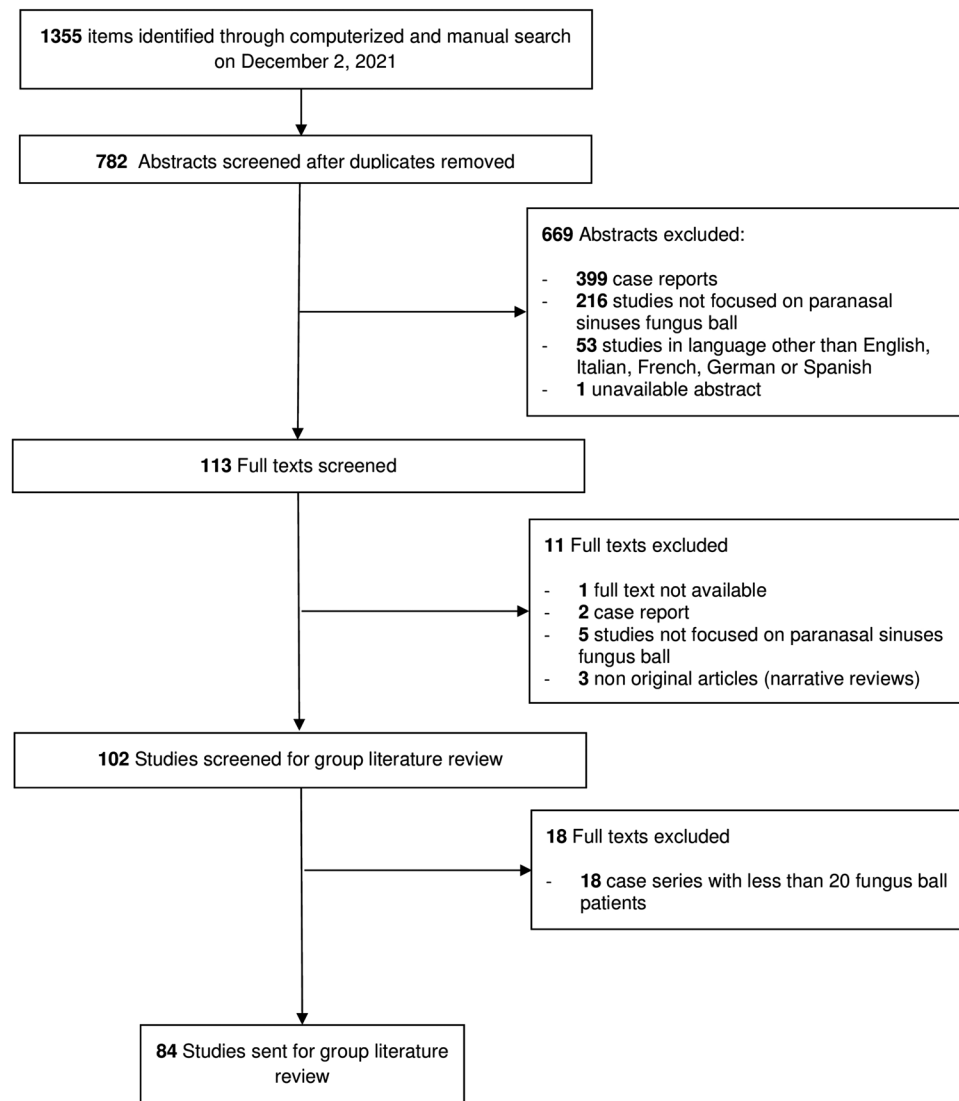 1355 items identified through computerized and manual search
on December 2, 2021
782 Abstracts screened after duplicates removed
669 Abstracts excluded:
- 399 case reports
- 216 studies not focused on paranasal
sinuses fungus ball
- 53 studies in language other than English,
Italian, French, German or Spanish
- 1 unavailable abstract
113 Full texts screened
11 Full texts excluded
- 1 full text not available
- 2 case report
- 5 studies not focused on paranasal sinuses
fungus ball
- 3 non original articles (narrative reviews)
102 Studies screened for group literature review
18 Full texts excluded
- 18 case series with less than 20 fungus ball
patients
84 Studies sent for group literature
review